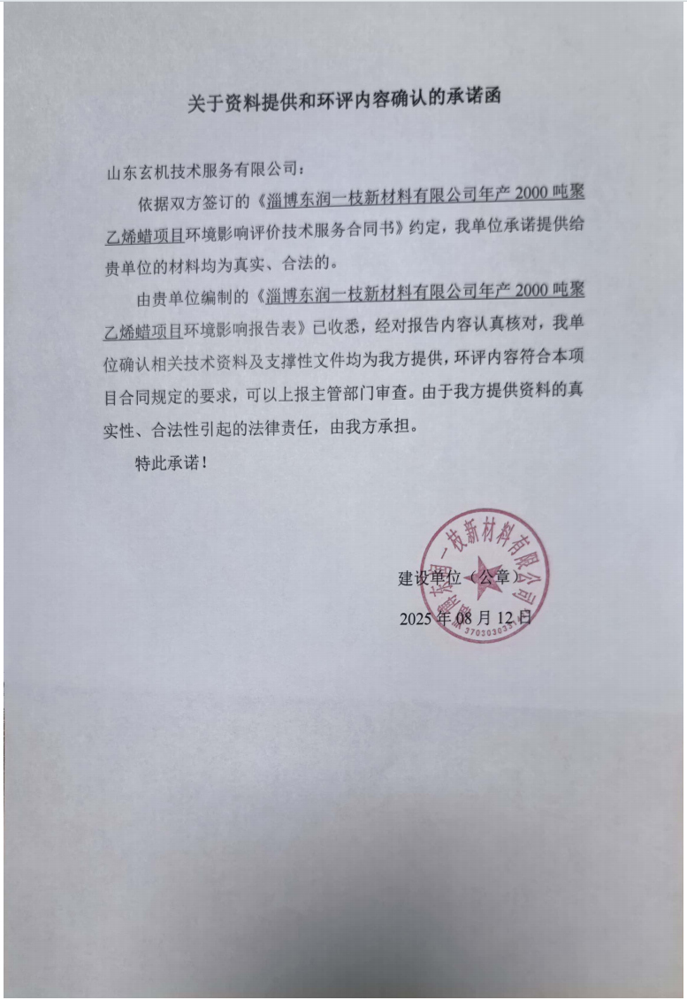 关于资料提供和环评内容确认的承诺函
山东玄机技术服务有限公司：
依据双方签订的《淄博东润一枝新材料有限公司年产 2000 吨聚
乙烯蜡项目环境影响评价技术服务合同书》约定，我单位承诺提供给
贵单位的材料均为真实、合法的。
由贵单位编制的《淄博东润一枝新材料有限公司年产 2000 吨聚
乙烯蜡项目环境影响报告表》已收悉，经对报告内容认真核对，我单
位确认相关技术资料及支撑性文件均为我方提供，环评内容符合本项
目合同规定的要求，可以上报主管部门审查。由于我方提供资料的真
实性、合法性引起的法律责任，由我方承担。
特此承诺！
淄博东润一枝新材料有限公司
建设单位（公章）
2025 年 08 月 12 日